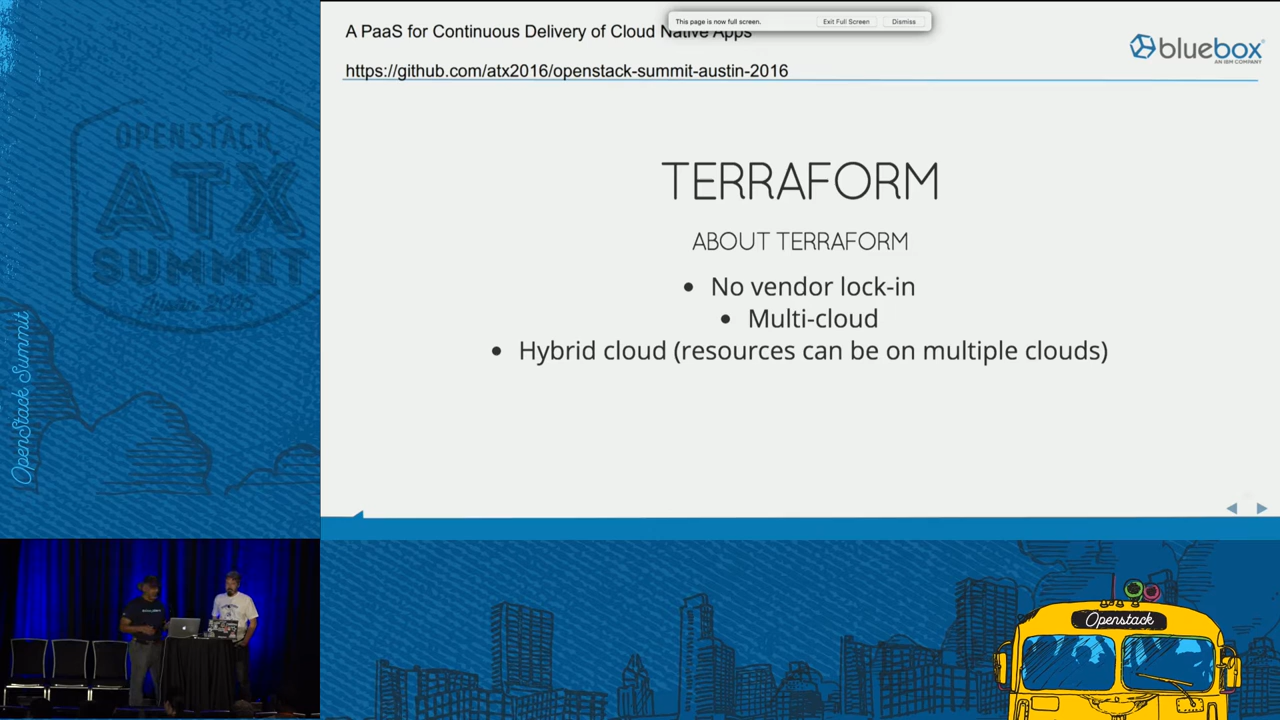 A PaaS for Continuous Delivery of Cloud Native Apps
This page is now full screen.
Exit Full Screen
Dismiss
https://github.com/atx2016/openstack-summit-austin-2016
bluebox
AN IBM COMPANY
OPENSTACK
ATX
SUMMIT
Austin 2016
OpenStack Summit
TERRAFORM
ABOUT TERRAFORM
• No vendor lock-in
• Multi-cloud
• Hybrid cloud (resources can be on multiple clouds)
Openstack